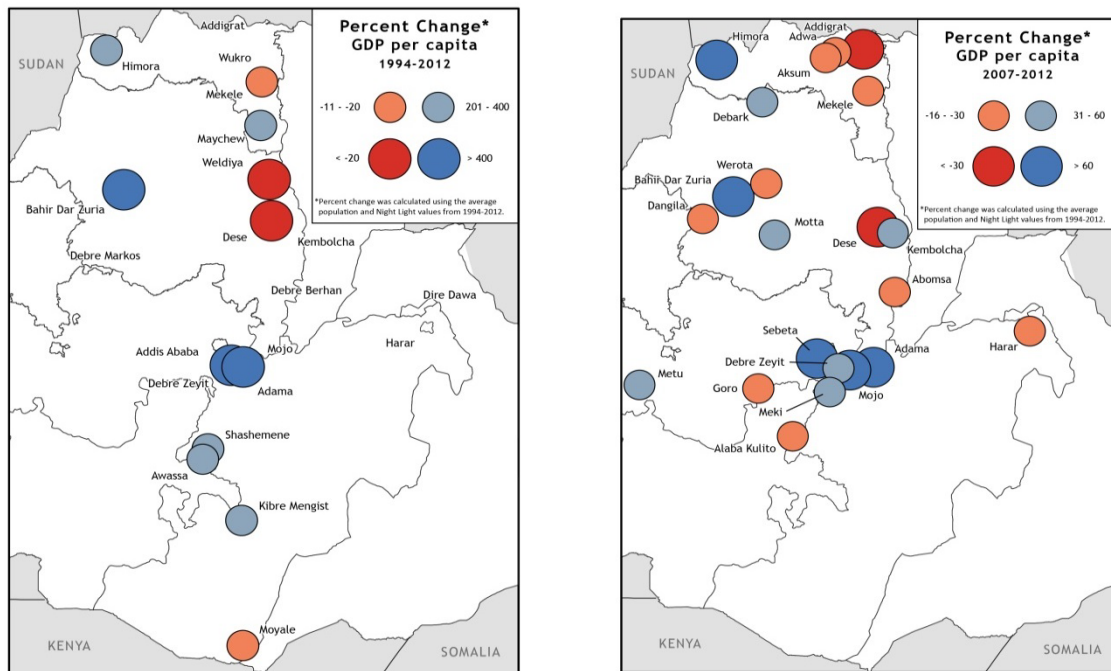 Percent Change*
GDP per capita
1994-2012
-11 - -20
201 - 400
< -20
> 400
*Percent change was calculated using the average
population and Night Light values from 1994-2012.
Addigrat
SUDAN
Himora
Wukro
Mekele
Maychew
Weldiya
Bahir Dar Zuria
Dese
Kembolcha
Debre Markos
Debre Berhan
Dire Dawa
Harar
Addis Ababa
Mojo
Debre Zeyit
Adama
Shashemene
Awassa
Kibre Mengist
Moyale
KENYA
SOMALIA
Percent Change*
GDP per capita
2007-2012
-16 - -30
31 - 60
< -30
> 60
*Percent change was calculated using the average
population and Night Light values from 1994-2012.
Addigrat
Himora
Adwa
SUDAN
Aksum
Mekele
Debark
Werota
Bahir Dar Zuria
Dangila
Motta
Dese
Kembolcha
Abomsa
Sebeta
Adama
Harar
Debre Zeyit
Metu
Goro
Mojo
Meki
Alaba Kulito
KENYA
SOMALIA